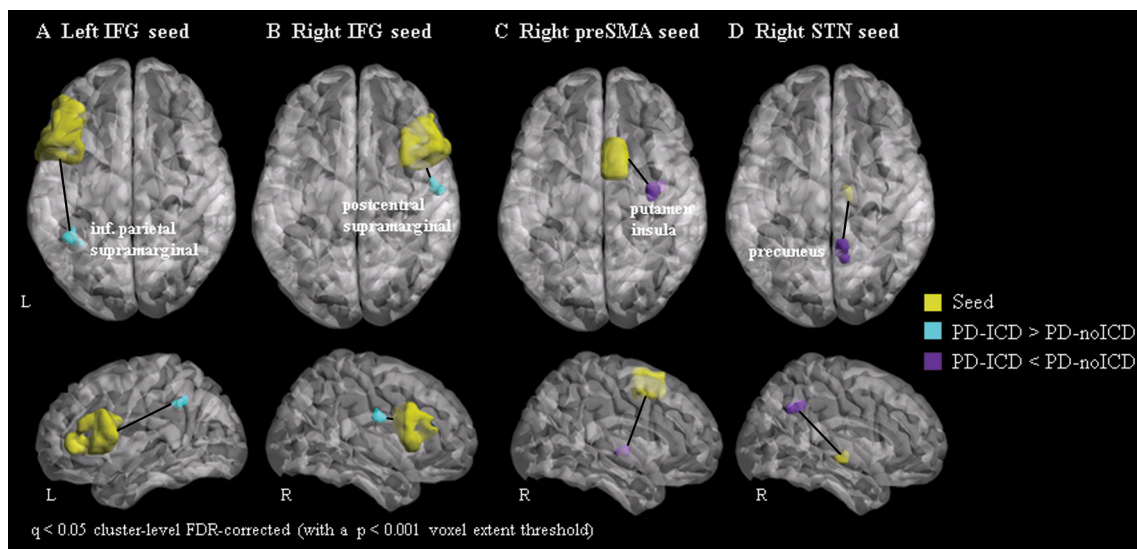 A Left IFG seed
B Right IFG seed
C Right preSMA seed
D Right STN seed
inf. parietal
supramarginal
postcentral
supramarginal
putamen
insula
precuneus
L
Seed
PD-ICD > PD-noICD
PD-ICD < PD-noICD
L
R
R
R
q < 0.05 cluster-level FDR-corrected (with a p < 0.001 voxel extent threshold)